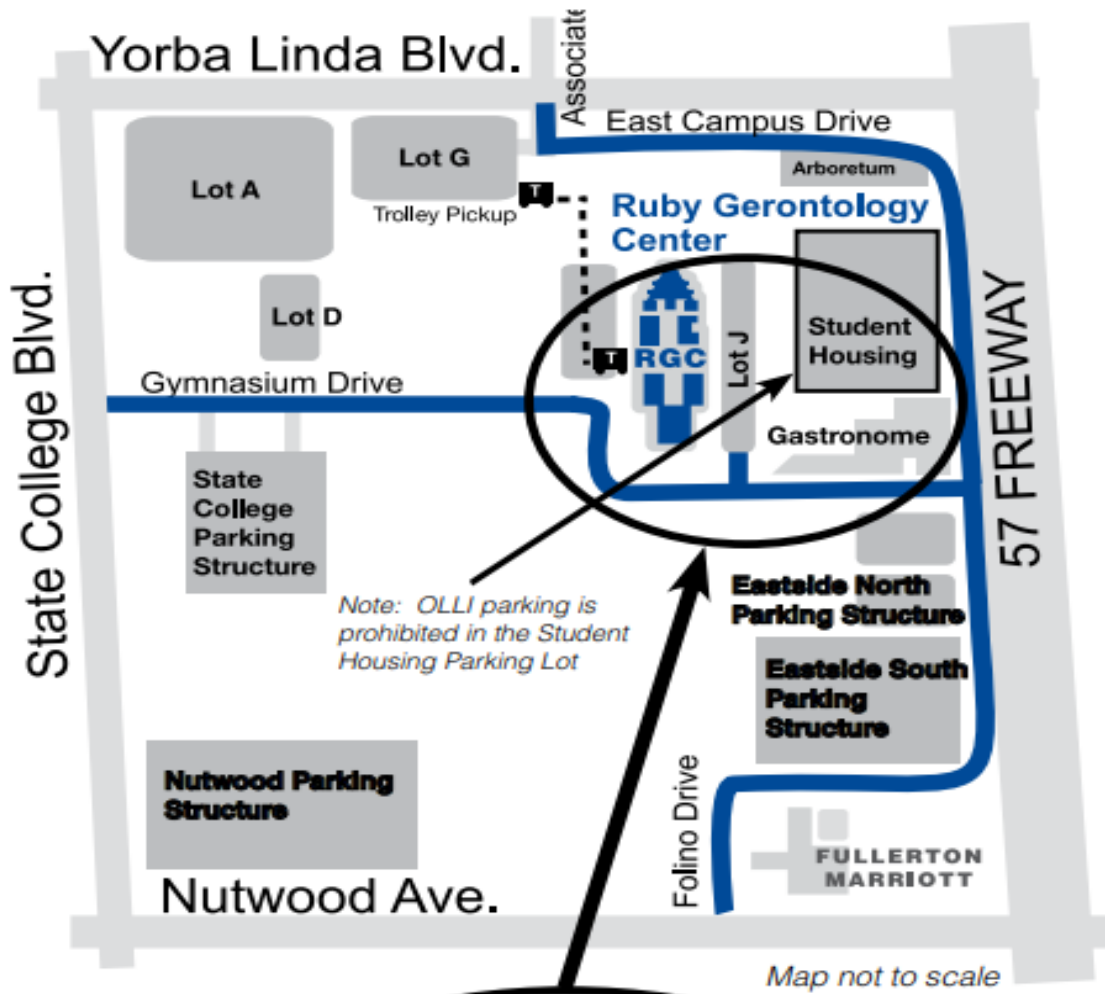 Yorba Linda Blvd.
Associate
East Campus Drive
Lot A
Lot G
Arboretum
Trolley Pickup
T
Ruby Gerontology
Center
State College Blvd.
57 FREEWAY
Lot D
Student
Housing
T
RGC
Lot J
Gymnasium Drive
Gastronome
State
College
Parking
Structure
Note: OLLI parking is
prohibited in the Student
Housing Parking Lot
Eastside North
Parking Structure
Eastside South
Parking
Structure
Nutwood Parking
Structure
Folino Drive
FULLERTON
MARRIOTT
Nutwood Ave.
Map not to scale